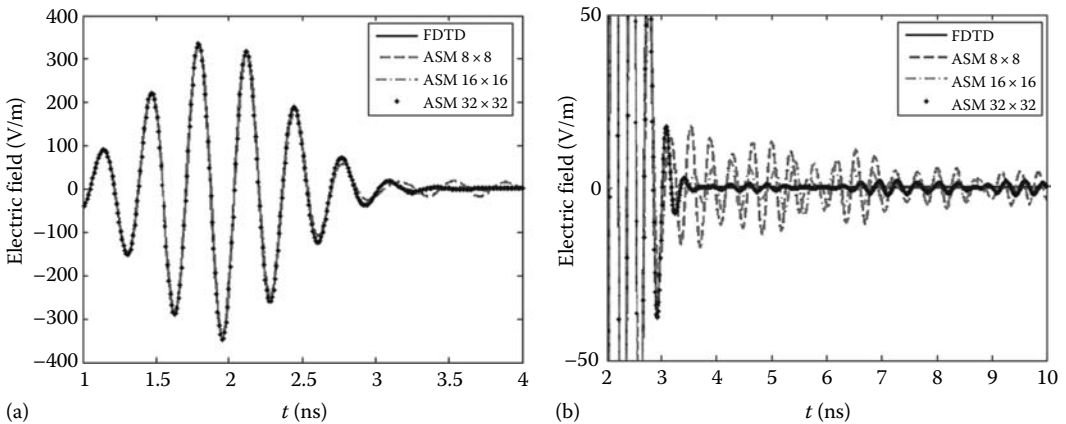 400
300
200
100
0
−100
−200
−300
−400
Electric field (V/m)
FDTD
ASM 8 × 8
ASM 16 × 16
ASM 32 × 32
1
1.5
2
2.5
3
3.5
4
(a)
t (ns)
50
0
−50
Electric field (V/m)
FDTD
ASM 8 × 8
ASM 16 × 16
ASM 32 × 32
2
3
4
5
6
7
8
9
10
(b)
t (ns)